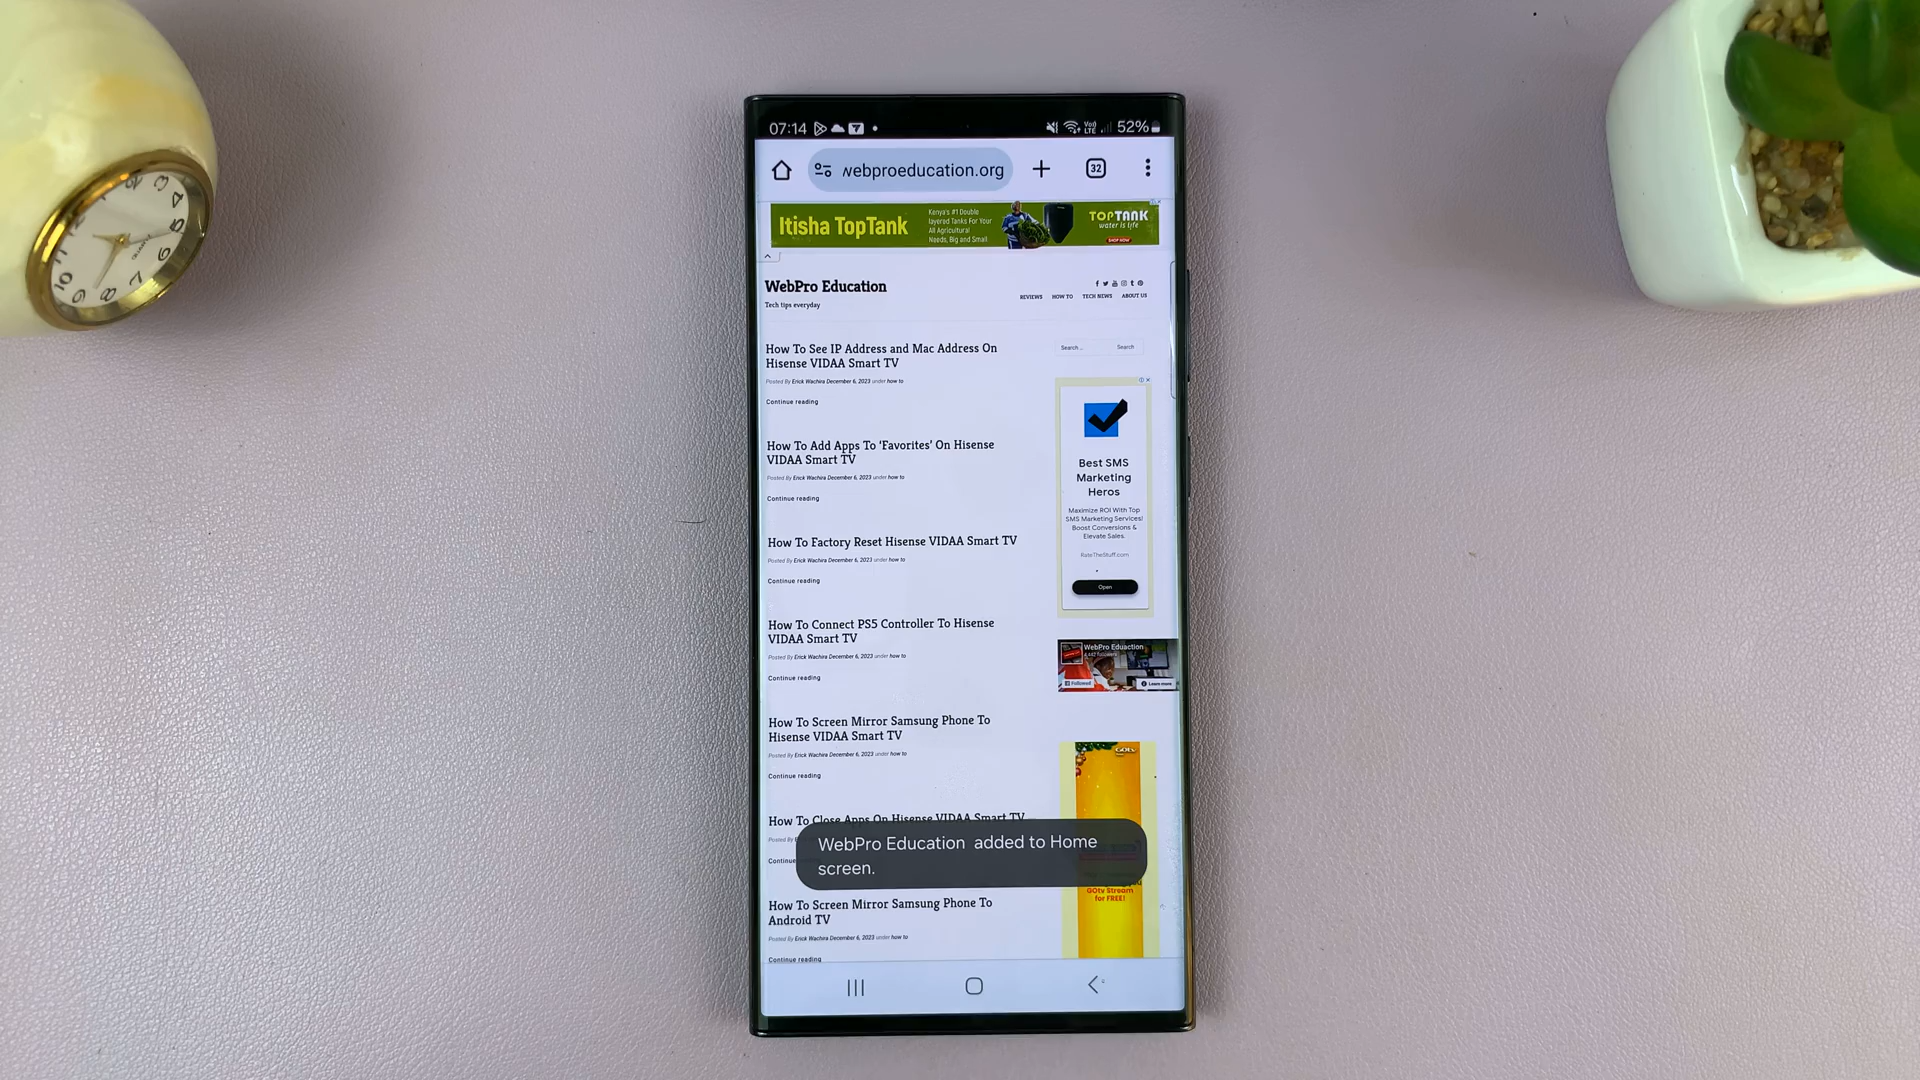 07:14
Vo)
LTE
52%
webproeducation.org
32
Itisha TopTank
Kenya's #1 Double
layered Tanks For Your
All Agricultural
Needs, Big and Small
TOPTANK
water is life
SHOP NOW
WebPro Education
Tech tips everyday
REVIEWS HOW TO TECH NEWS ABOUT US
How To See IP Address and Mac Address On
Hisense VIDAA Smart TV
Posted By Erick Wachira December 6, 2023 under how to
Continue reading
How To Add Apps To ‘Favorites’ On Hisense
VIDAA Smart TV
Posted By Erick Wachira December 6, 2023 under how to
Continue reading
How To Factory Reset Hisense VIDAA Smart TV
Posted By Erick Wachira December 6, 2023 under how to
Continue reading
How To Connect PS5 Controller To Hisense
VIDAA Smart TV
Posted By Erick Wachira December 6, 2023 under how to
Continue reading
How To Screen Mirror Samsung Phone To
Hisense VIDAA Smart TV
Posted By Erick Wachira December 6, 2023 under how to
Continue reading
How To Close Apps On Hisense VIDAA Smart TV
Posted
Continue
WebPro Education added to Home
screen.
How To Screen Mirror Samsung Phone To
Android TV
Posted By Erick Wachira December 6, 2023 under how to
Continue reading
Search ... Search
Best SMS
Marketing
Heros
Maximize ROI With Top
SMS Marketing Services!
Boost Conversions &
Elevate Sales.
RateTheStuff.com
Open
WebPro Eduaction
Followed
Learn more
GOtv
GOtv Stream
for FREE!
QUARTZ